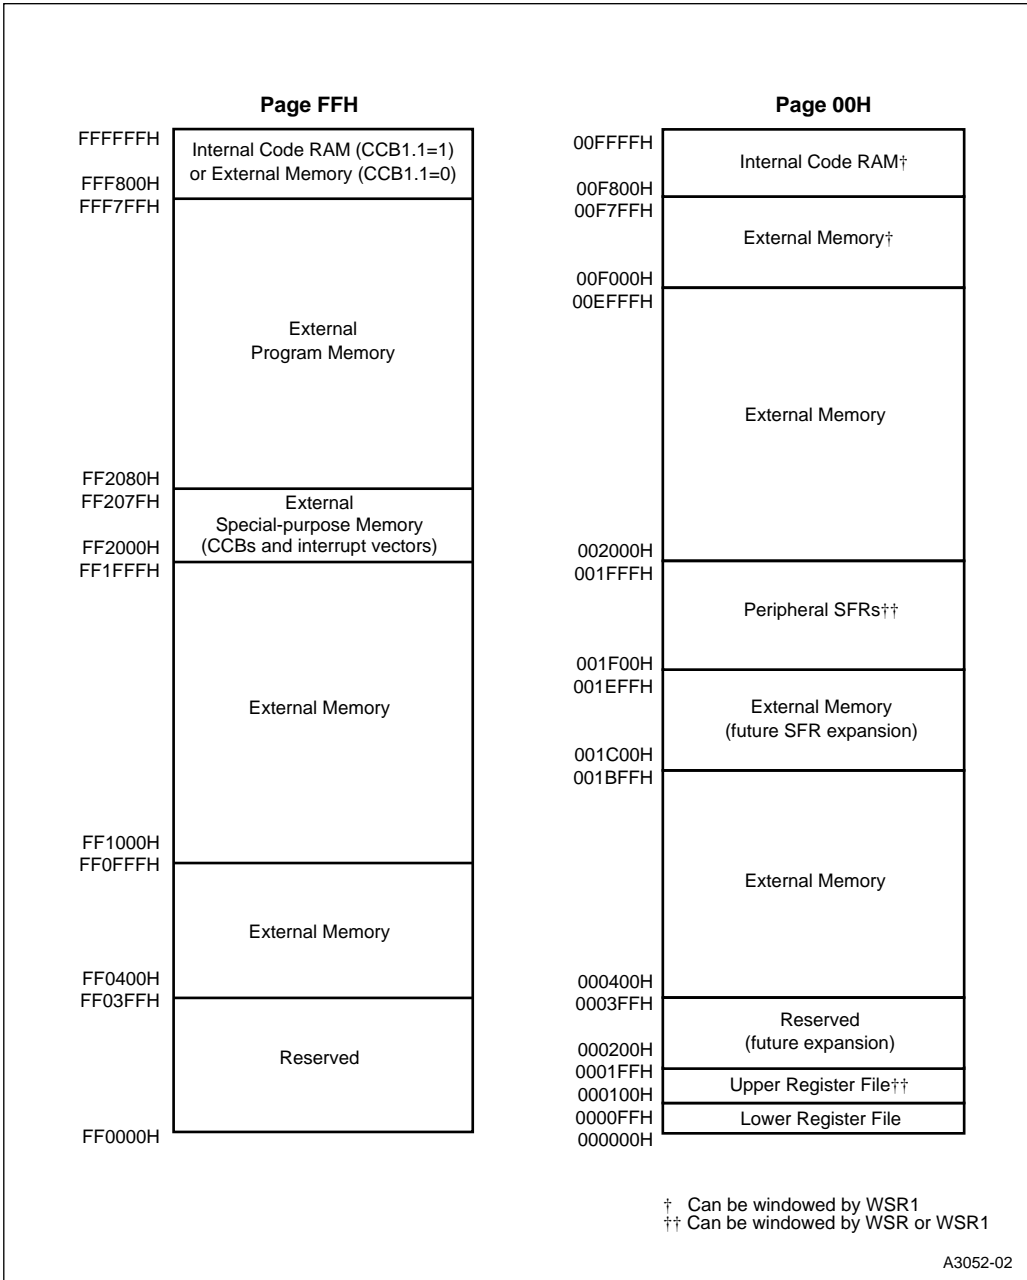 Page FFH
FFFFFFH
Internal Code RAM (CCB1.1=1)
or External Memory (CCB1.1=0)
FFF800H
FFF7FFH
External
Program Memory
FF2080H
FF207FH
External
Special-purpose Memory
(CCBs and interrupt vectors)
FF2000H
FF1FFFH
External Memory
FF1000H
FF0FFFH
External Memory
FF0400H
FF03FFH
Reserved
FF0000H
Page 00H
00FFFFH
Internal Code RAM†
00F800H
00F7FFH
External Memory†
00F000H
00EFFFH
External Memory
002000H
001FFFH
Peripheral SFRs††
001F00H
001EFFH
External Memory
(future SFR expansion)
001C00H
001BFFH
External Memory
000400H
0003FFH
Reserved
(future expansion)
000200H
0001FFH
Upper Register File††
000100H
0000FFH
Lower Register File
000000H
† Can be windowed by WSR1
†† Can be windowed by WSR or WSR1
A3052-02